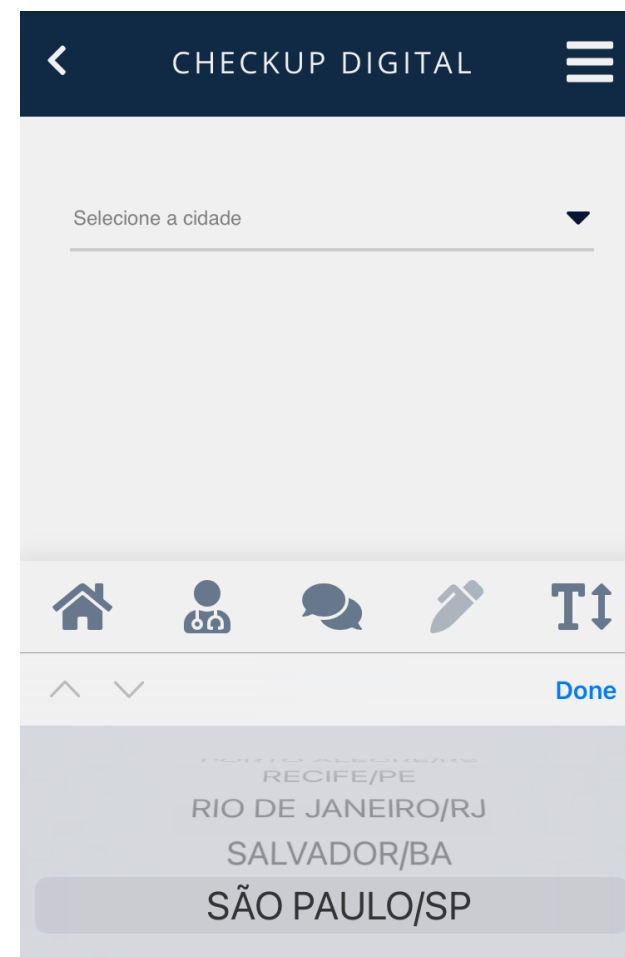 CHECKUP DIGITAL
Selecione a cidade
T
Done
RECIFE/PE
RIO DE JANEIRO/RJ
SALVADOR/BA
SÃO PAULO/SP